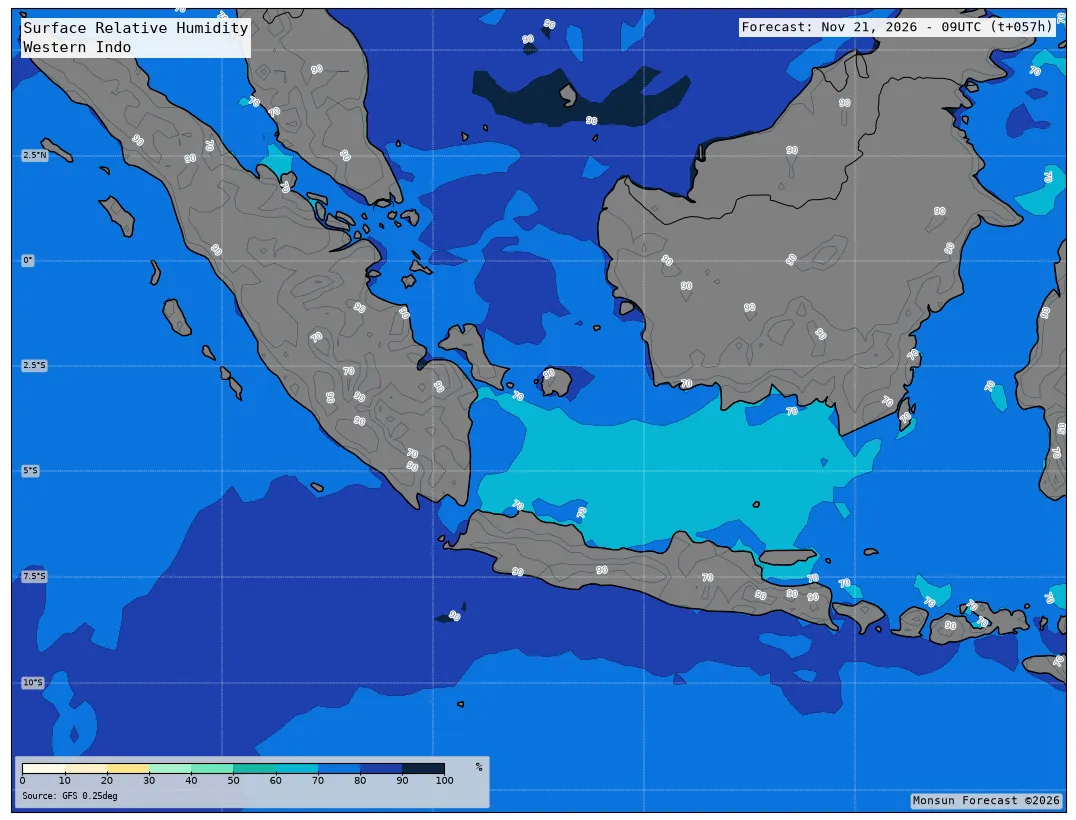 Surface Relative Humidity
Western Indo
Forecast: Nov 21, 2026 - 09UTC (t+057h)
2.5°N
0°
2.5°S
5°S
7.5°S
10°S
0 10 20 30 40 50 60 70 80 90 100 %
Source: GFS 0.25deg
Monsun Forecast ©2026